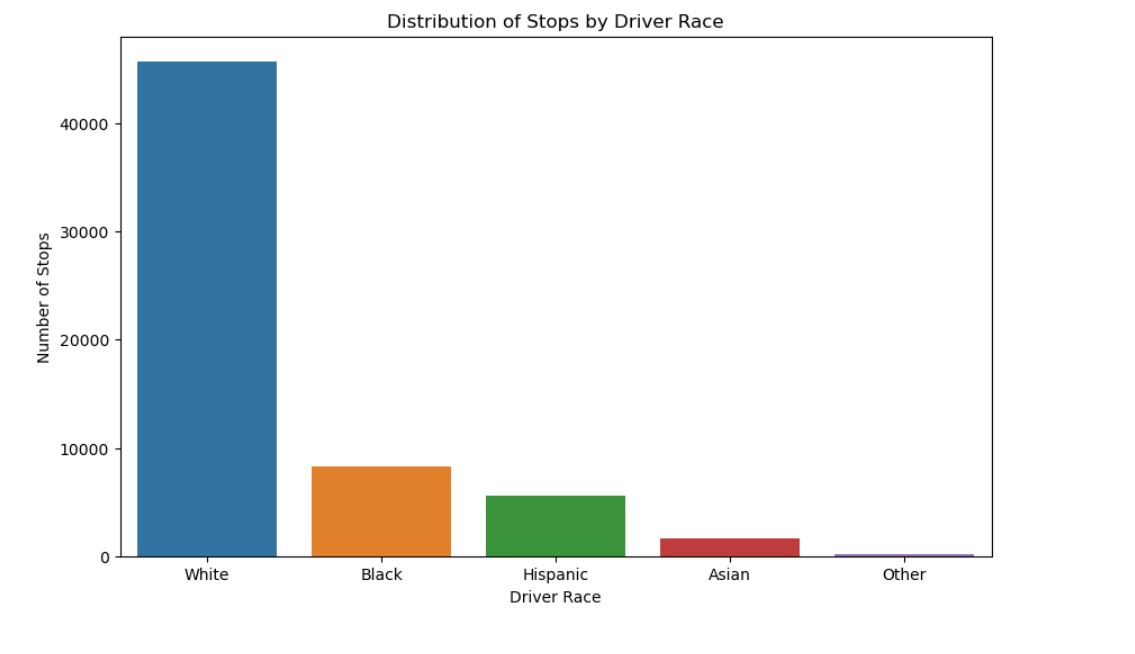 Distribution of Stops by Driver Race
Number of Stops
40000
30000
20000
10000
0
White
Black
Hispanic
Asian
Other
Driver Race